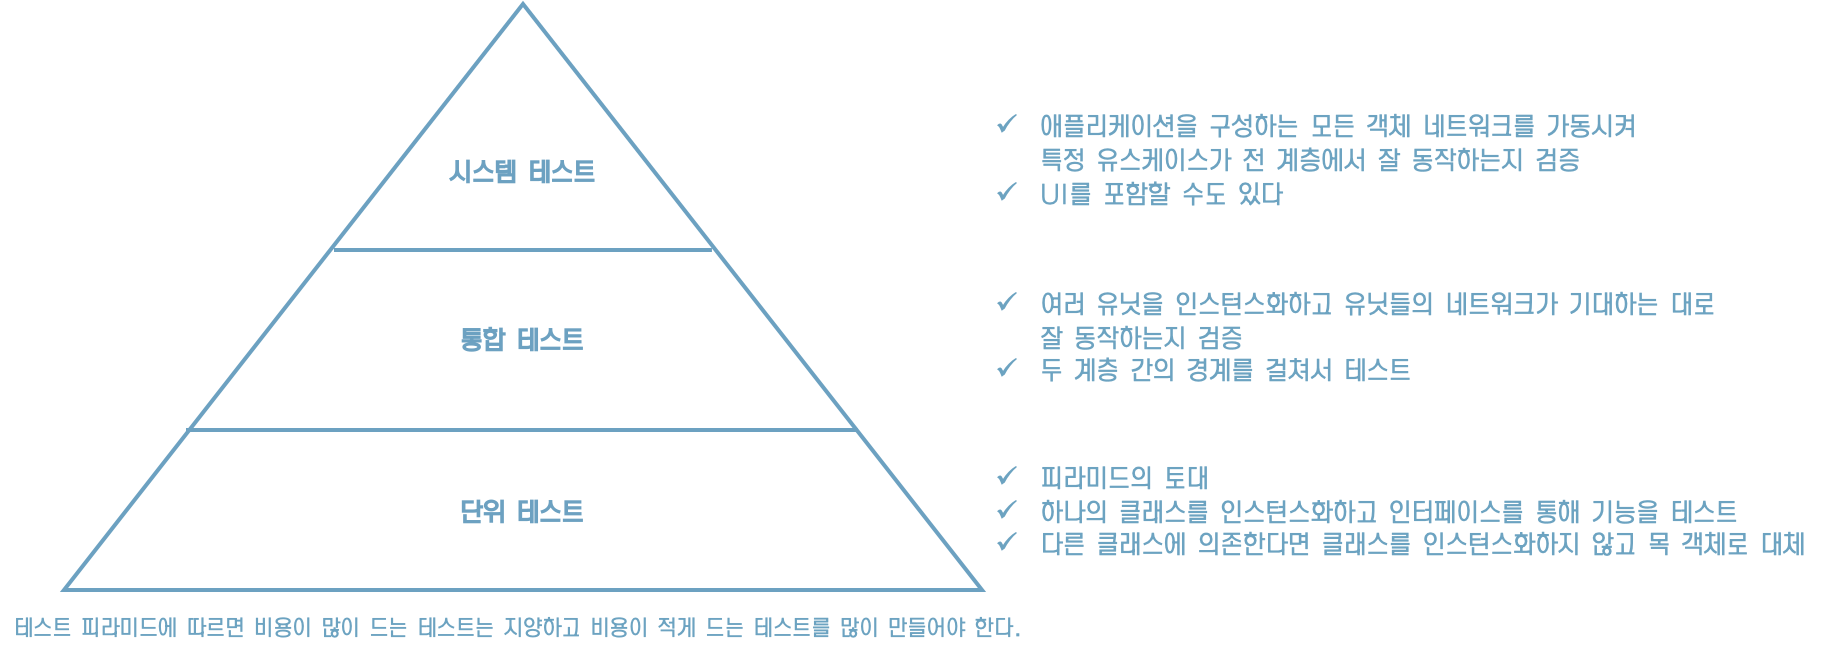 시스템 테스트
✓ 애플리케이션을 구성하는 모든 객체 네트워크를 가동시켜
특정 유스케이스가 전 계층에서 잘 동작하는지 검증
✓ UI를 포함할 수도 있다
통합 테스트
✓ 여러 유닛을 인스턴스화하고 유닛들의 네트워크가 기대하는 대로
잘 동작하는지 검증
✓ 두 계층 간의 경계를 걸쳐서 테스트
단위 테스트
✓ 피라미드의 토대
✓ 하나의 클래스를 인스턴스화하고 인터페이스를 통해 기능을 테스트
✓ 다른 클래스에 의존한다면 클래스를 인스턴스화하지 않고 목 객체로 대체
테스트 피라미드에 따르면 비용이 많이 드는 테스트는 지양하고 비용이 적게 드는 테스트를 많이 만들어야 한다.